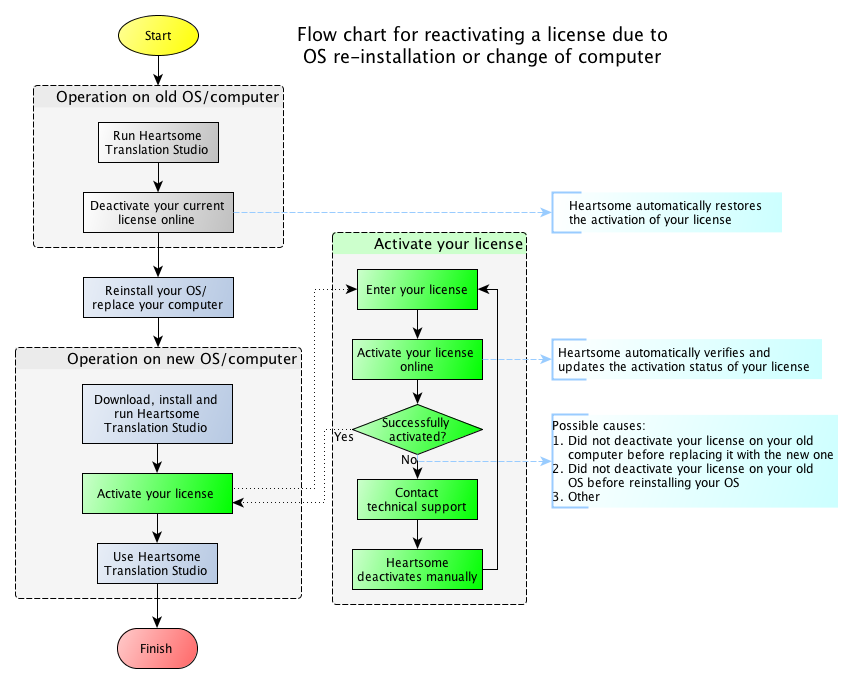 Flow chart for reactivating a license due to
OS re-installation or change of computer
Start
Operation on old OS/computer
Run Heartsome
Translation Studio
Deactivate your current
license online
Heartsome automatically restores
the activation of your license
Reinstall your OS/
replace your computer
Operation on new OS/computer
Download, install and
run Heartsome
Translation Studio
Activate your license
Use Heartsome
Translation Studio
Finish
Activate your license
Enter your license
Activate your license
online
Heartsome automatically verifies and
updates the activation status of your license
Successfully
activated?
Yes
No
Possible causes:
1. Did not deactivate your license on your old
computer before replacing it with the new one
2. Did not deactivate your license on your old
OS before reinstalling your OS
3. Other
Contact
technical support
Heartsome
deactivates manually